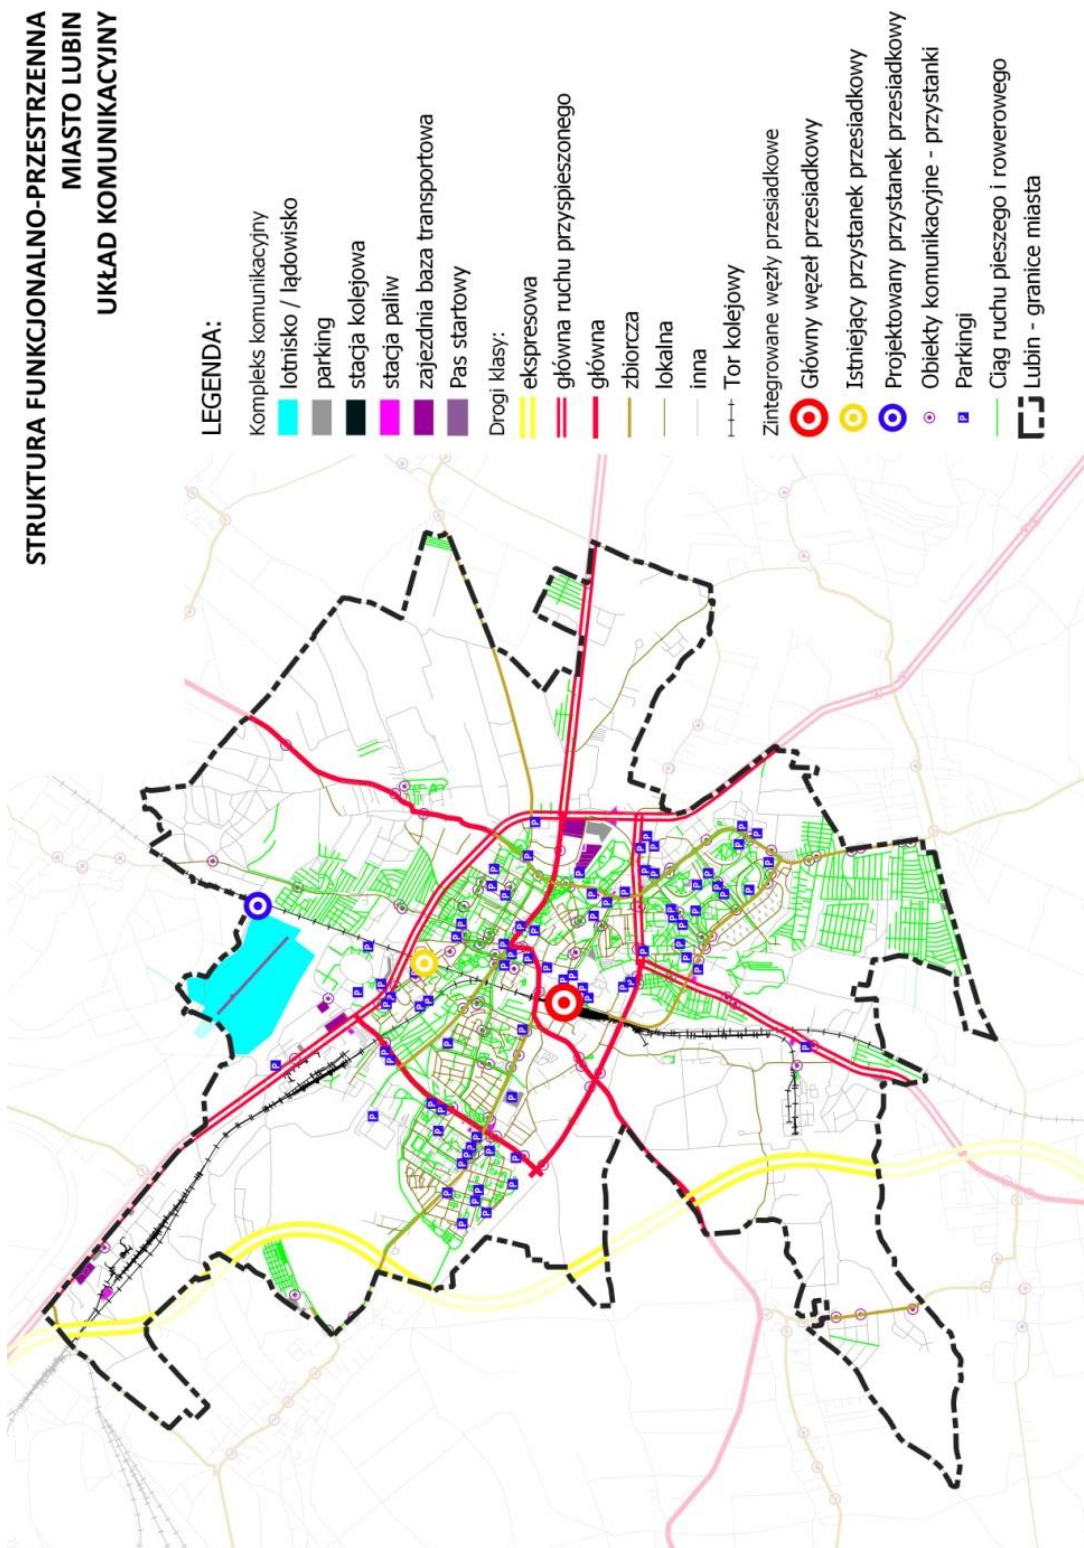 STRUKTURA FUNKCJONALNO-PRZESTRZENNA
MIASTO LUBIN
UKŁAD KOMUNIKACYJNY
LEGENDA:
Kompleks komunikacyjny
lotnisko / lądowisko
parking
stacja kolejowa
stacja paliw
zajezdnia baza transportowa
Pas startowy
Drogi klasy:
ekspresowa
główna ruchu przyspieszonego
główna
zbiorcza
lokalna
inna
Tor kolejowy
Zintegrowane węzły przesiadkowe
Główny węzeł przesiadkowy
Istniejący przystanek przesiadkowy
Projektowany przystanek przesiadkowy
Obiekty komunikacyjne - przystanki
P Parkingi
Ciąg ruchu pieszego i rowerowego
Lubin - granice miasta